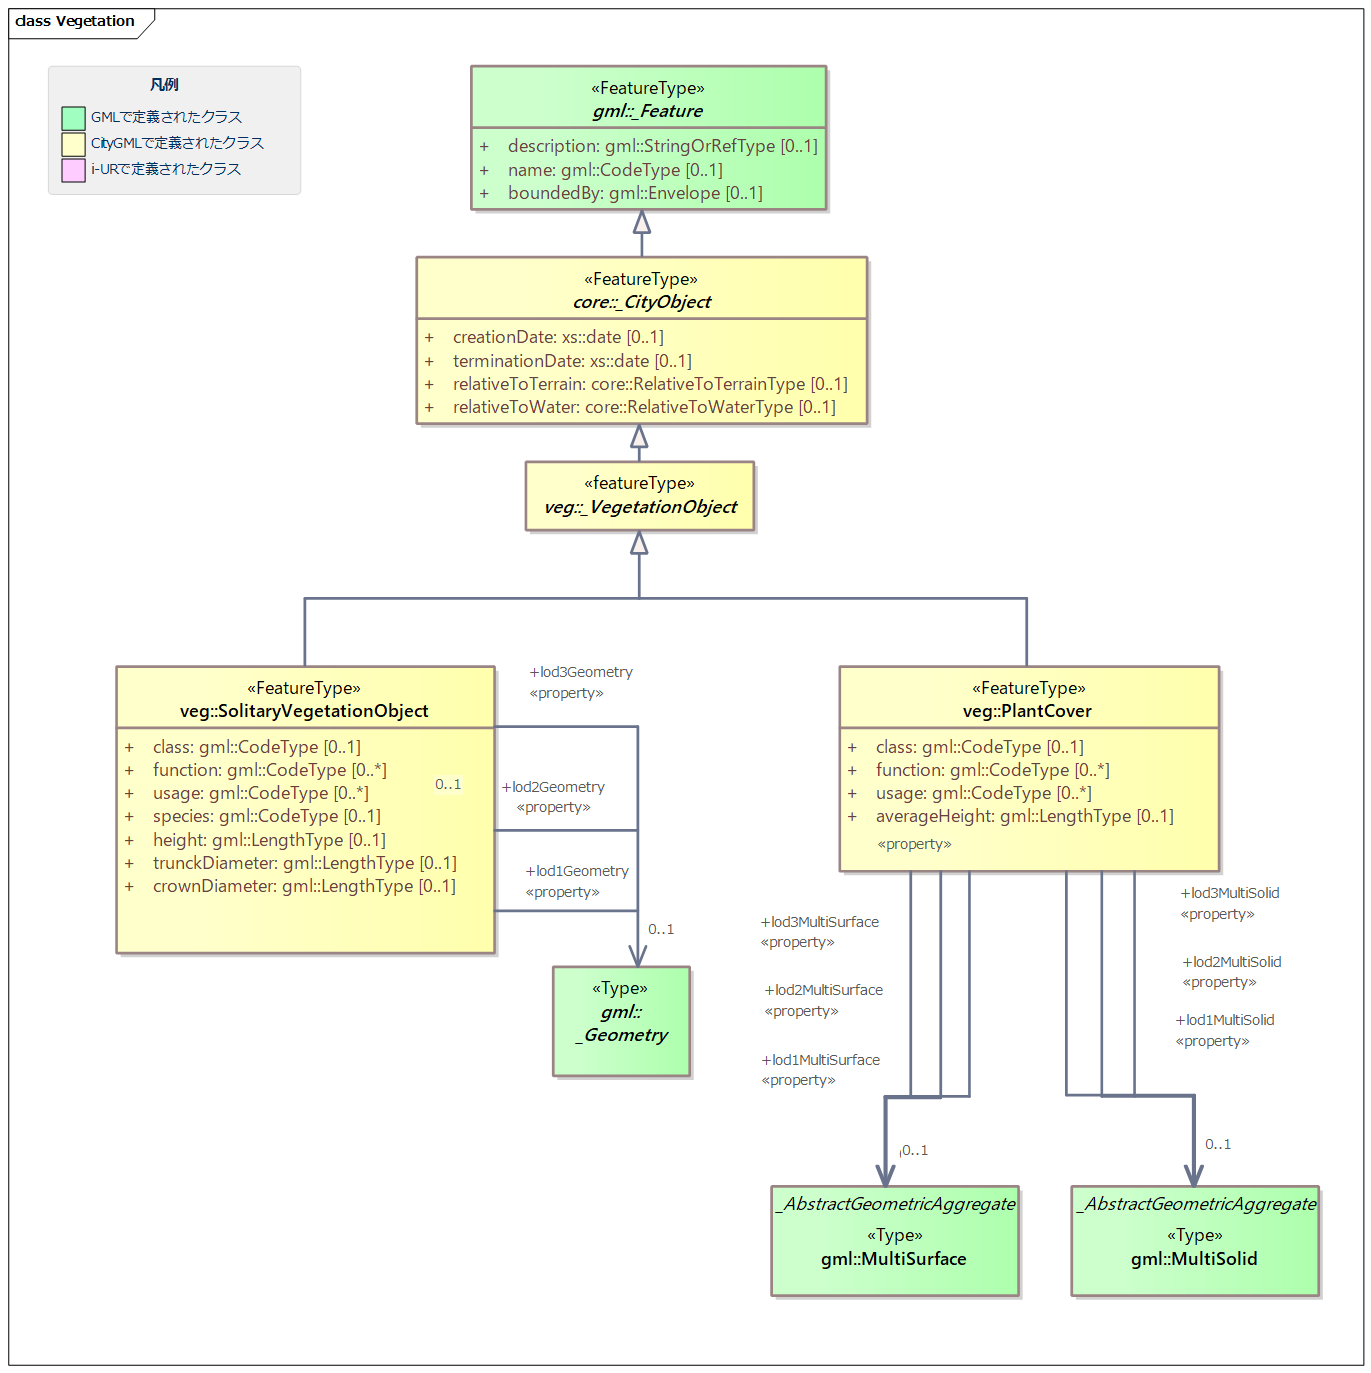 class Vegetation
凡例
GMLで定義されたクラス
CityGMLで定義されたクラス
i-URで定義されたクラス
«FeatureType»
gml::_Feature
+ description: gml::StringOrRefType [0..1]
+ name: gml::CodeType [0..1]
+ boundedBy: gml::Envelope [0..1]
«FeatureType»
core::_CityObject
+ creationDate: xs::date [0..1]
+ terminationDate: xs::date [0..1]
+ relativeToTerrain: core::RelativeToTerrainType [0..1]
+ relativeToWater: core::RelativeToWaterType [0..1]
«featureType»
veg::_VegetationObject
«FeatureType»
veg::SolitaryVegetationObject
+ class: gml::CodeType [0..1]
+ function: gml::CodeType [0..*]
+ usage: gml::CodeType [0..*]
+ species: gml::CodeType [0..1]
+ height: gml::LengthType [0..1]
+ trunckDiameter: gml::LengthType [0..1]
+ crownDiameter: gml::LengthType [0..1]
0..1
+lod3Geometry
«property»
+lod2Geometry
«property»
+lod1Geometry
«property»
0..1
«Type»
gml::
_Geometry
«FeatureType»
veg::PlantCover
+ class: gml::CodeType [0..1]
+ function: gml::CodeType [0..*]
+ usage: gml::CodeType [0..*]
+ averageHeight: gml::LengthType [0..1]
«property»
+lod3MultiSurface
«property»
+lod2MultiSurface
«property»
+lod1MultiSurface
«property»
0..1
+lod3MultiSolid
«property»
+lod2MultiSolid
«property»
+lod1MultiSolid
«property»
0..1
_AbstractGeometricAggregate
«Type»
gml::MultiSurface
_AbstractGeometricAggregate
«Type»
gml::MultiSolid